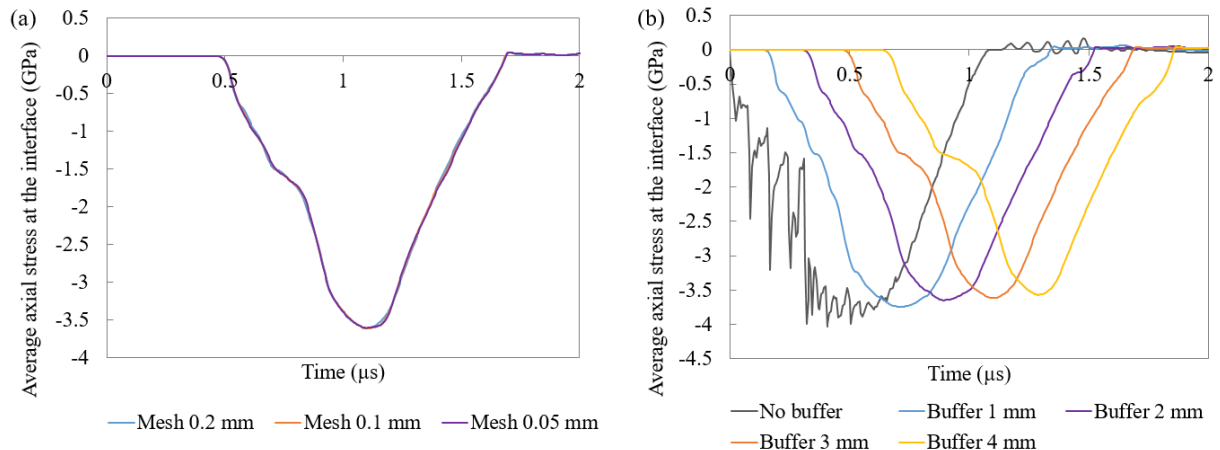 (a)
Average axial stress at the interface (GPa)
0.5
0
-0.5
-1
-1.5
-2
-2.5
-3
-3.5
-4
0 0.5 1 1.5 2
Time (µs)
Mesh 0.2 mm Mesh 0.1 mm Mesh 0.05 mm
(b)
Average axial stress at the interface (GPa)
0.5
0
-0.5
-1
-1.5
-2
-2.5
-3
-3.5
-4
-4.5
0 0.5 1 1.5 2
Time (µs)
No buffer Buffer 1 mm Buffer 2 mm
Buffer 3 mm Buffer 4 mm